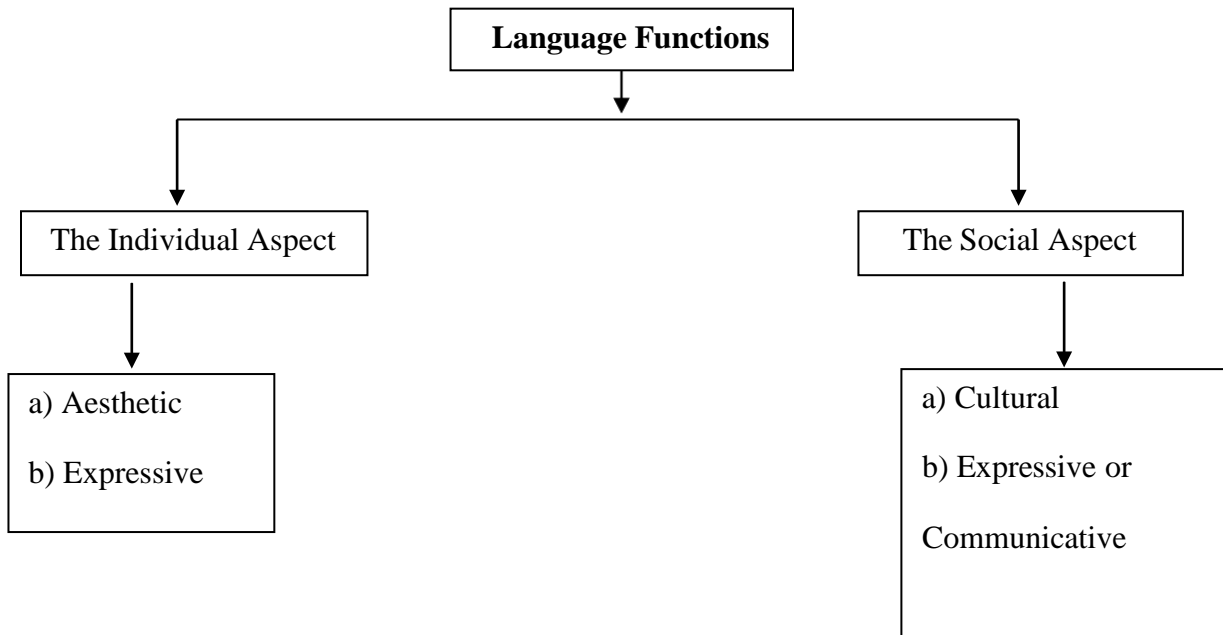 Language Functions
The Individual Aspect
The Social Aspect
a) Aesthetic
b) Expressive
a) Cultural
b) Expressive or
Communicative